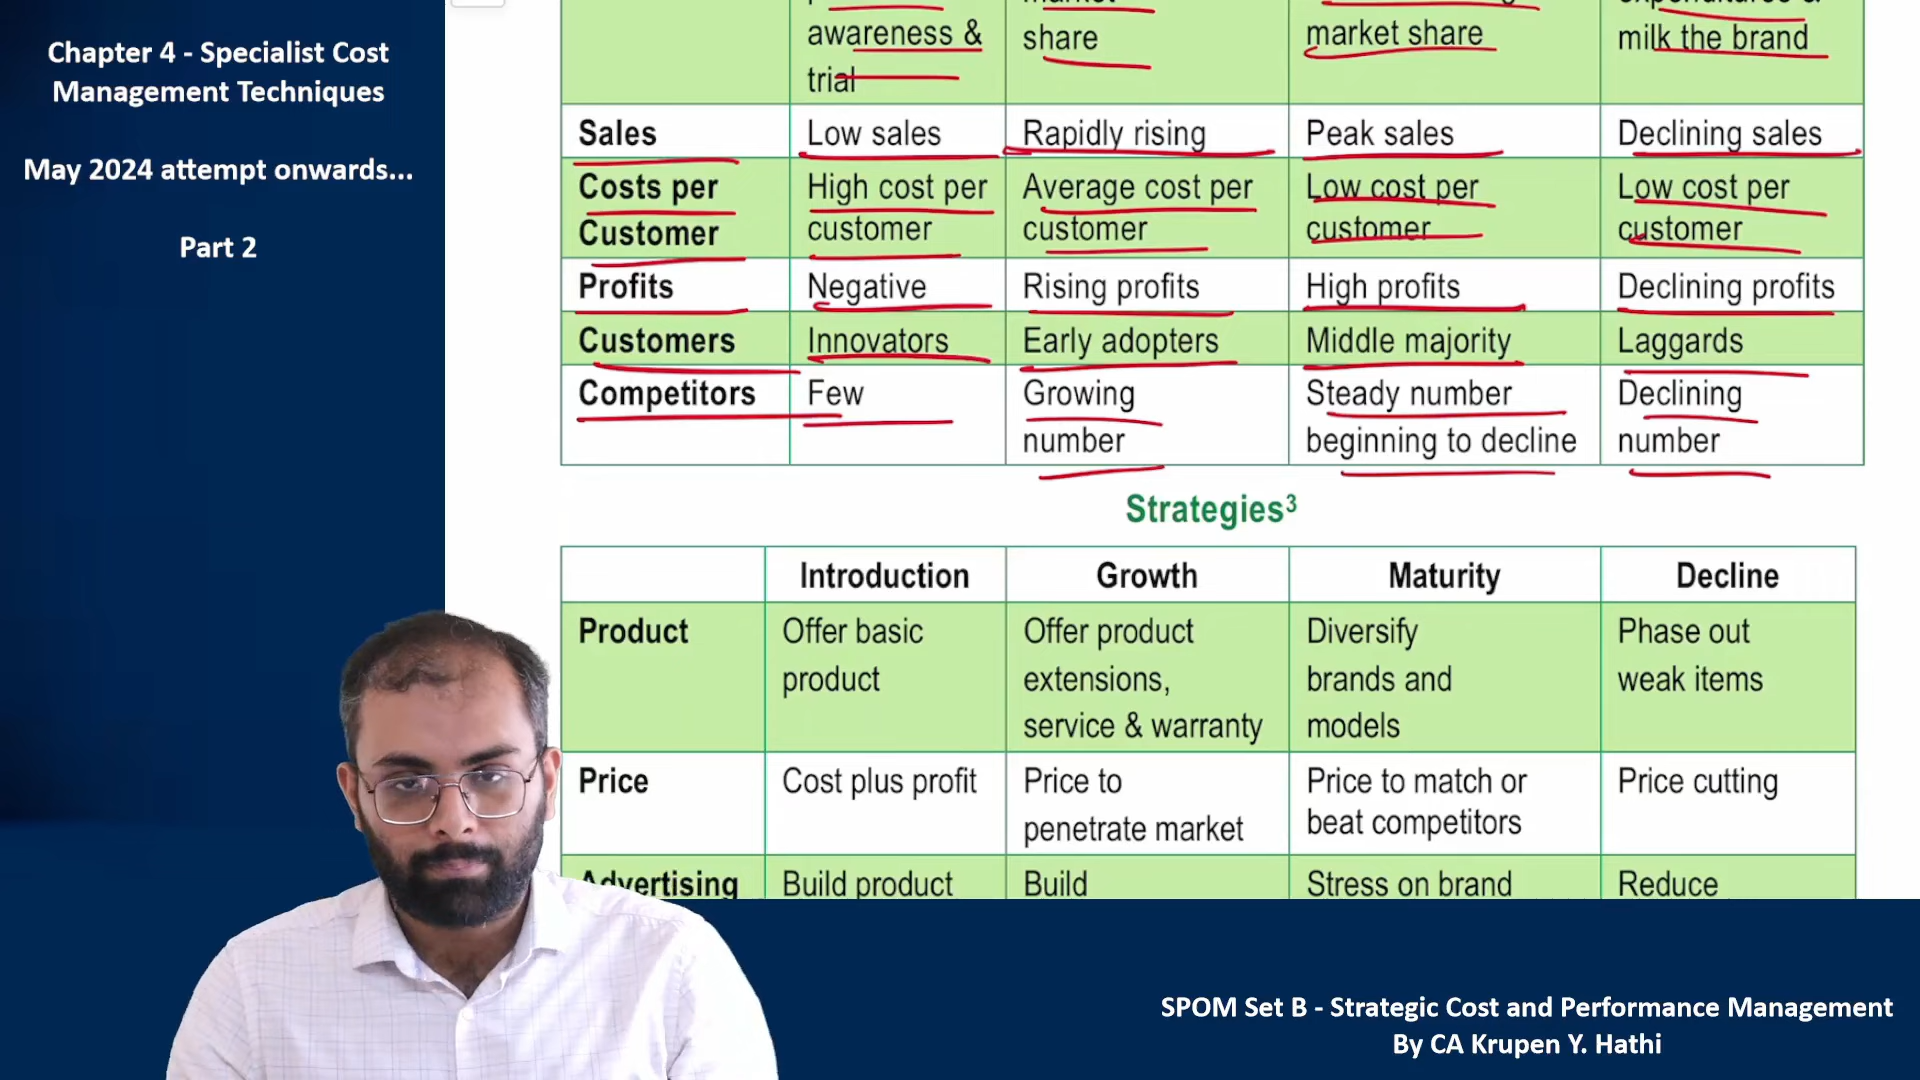 Chapter 4 - Specialist Cost
Management Techniques
May 2024 attempt onwards...
Part 2
awareness & share market share milk the brand
trial
Sales Low sales Rapidly rising Peak sales Declining sales
Costs per High cost per Average cost per Low cost per Low cost per
Customer customer customer customer customer
Profits Negative Rising profits High profits Declining profits
Customers Innovators Early adopters Middle majority Laggards
Competitors Few Growing Steady number Declining
number beginning to decline number
Strategies³
Introduction Growth Maturity Decline
Product Offer basic Offer product Diversify Phase out
product extensions, brands and weak items
service & warranty models
Price Cost plus profit Price to Price to match or Price cutting
penetrate market beat competitors
Advertising Build product Build Stress on brand Reduce
SPOM Set B - Strategic Cost and Performance Management
By CA Krupen Y. Hathi